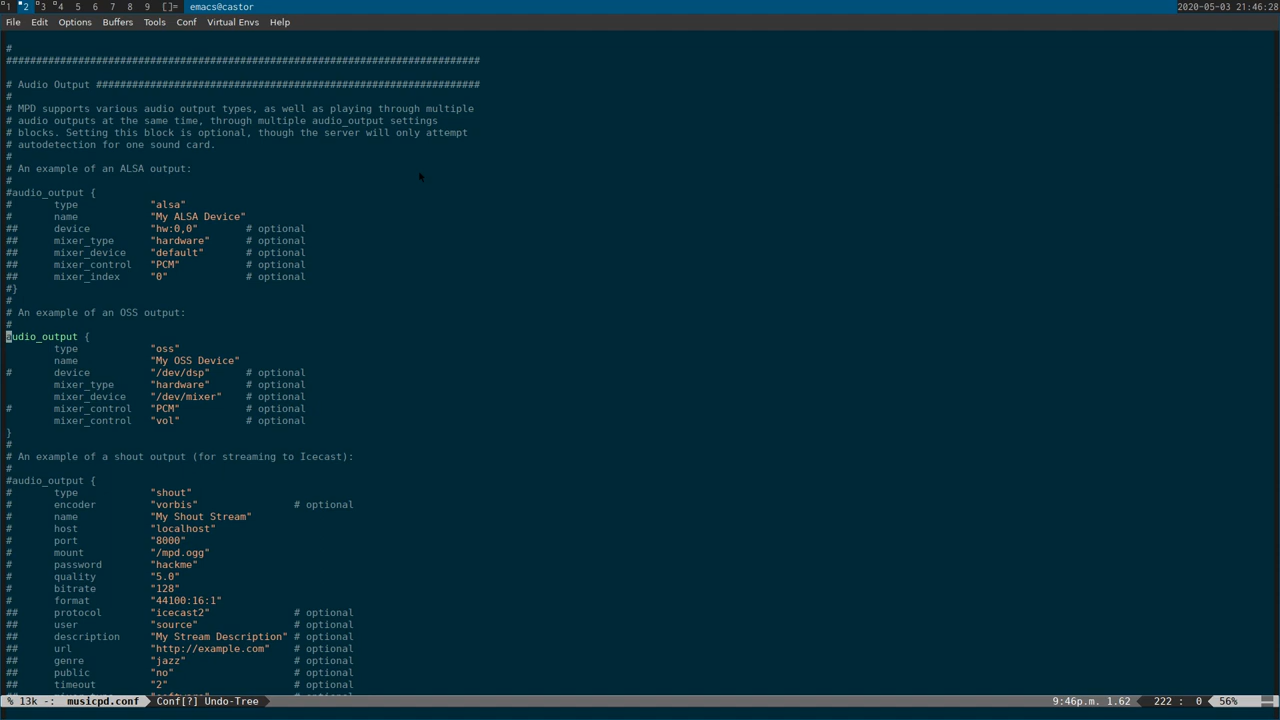 1 2 3 4 5 6 7 8 9 []= emacs@castor 2020-05-03 21:46:28
File Edit Options Buffers Tools Conf Virtual Envs Help
#
###############################################################################
# Audio Output ################################################################
#
# MPD supports various audio output types, as well as playing through multiple
# audio outputs at the same time, through multiple audio_output settings
# blocks. Setting this block is optional, though the server will only attempt
# autodetection for one sound card.
#
# An example of an ALSA output:
#
#audio_output {
#       type            "alsa"
#       name            "My ALSA Device"
##      device          "hw:0,0"        # optional
##      mixer_type      "hardware"      # optional
##      mixer_device    "default"       # optional
##      mixer_control   "PCM"           # optional
##      mixer_index     "0"             # optional
#}
#
# An example of an OSS output:
#
audio_output {
        type            "oss"
        name            "My OSS Device"
#       device          "/dev/dsp"      # optional
        mixer_type      "hardware"      # optional
        mixer_device    "/dev/mixer"    # optional
#       mixer_control   "PCM"           # optional
        mixer_control   "vol"           # optional
}
#
# An example of a shout output (for streaming to Icecast):
#
#audio_output {
#       type            "shout"
#       encoder         "vorbis"                # optional
#       name            "My Shout Stream"
#       host            "localhost"
#       port            "8000"
#       mount           "/mpd.ogg"
#       password        "hackme"
#       quality         "5.0"
#       bitrate         "128"
#       format          "44100:16:1"
##      protocol        "icecast2"              # optional
##      user            "source"                # optional
##      description     "My Stream Description" # optional
##      url             "http://example.com"    # optional
##      genre           "jazz"                  # optional
##      public          "no"                    # optional
##      timeout         "2"                     # optional
% 13k -: musicpd.conf Conf[?] Undo-Tree 9:46p.m. 1.62 222 : 0 56%